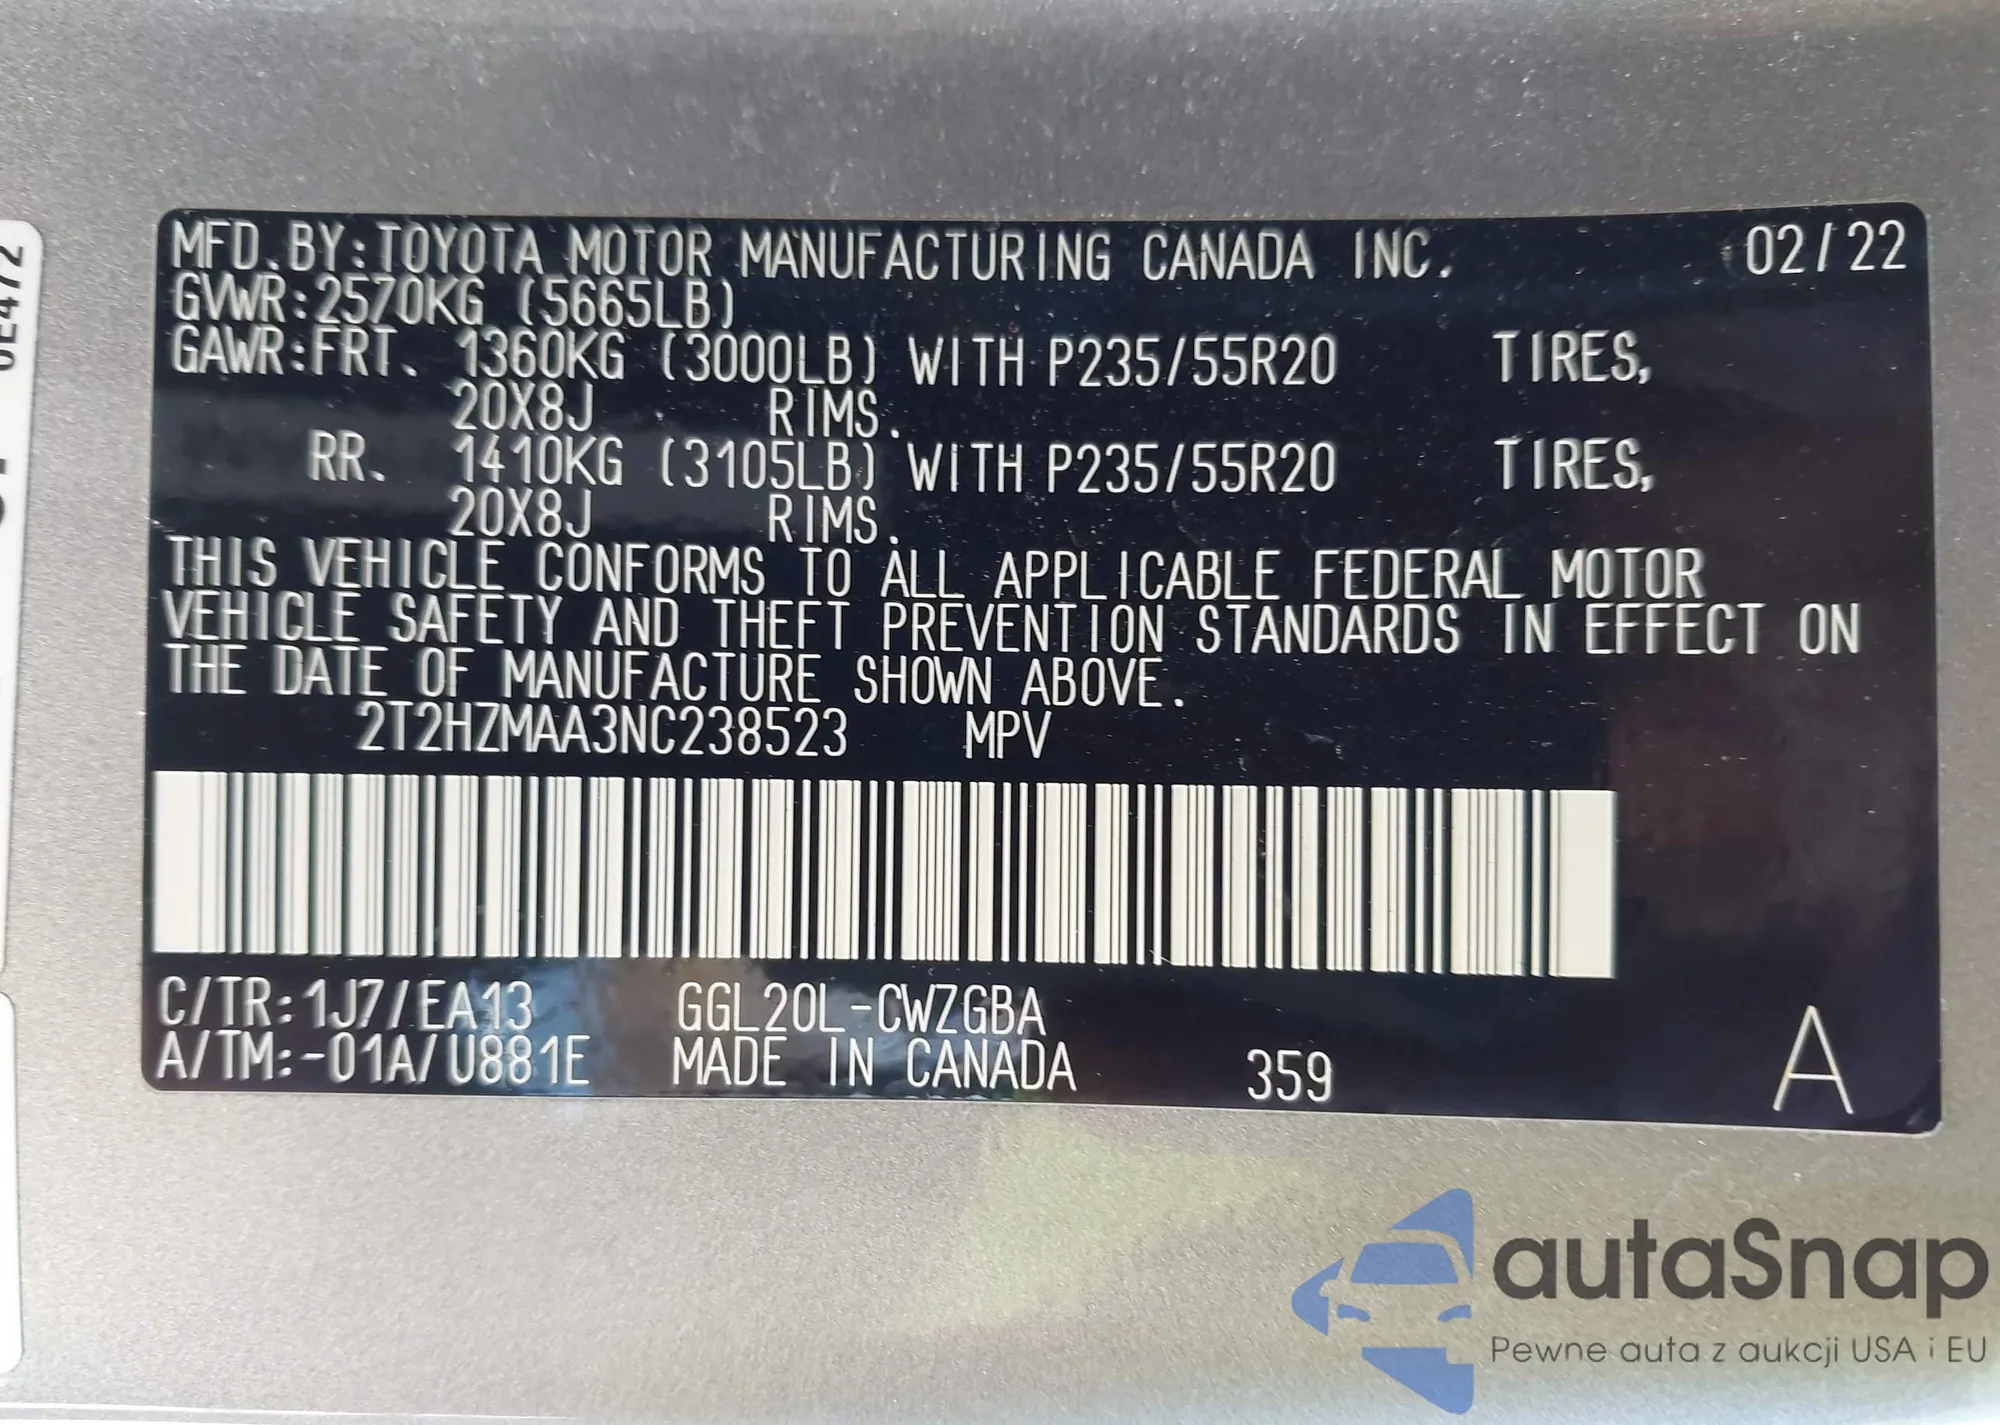 MFD.BY:TOYOTA MOTOR MANUFACTURING CANADA INC. 02/22
GVWR:2570KG (5665LB)
GAWR:FRT. 1360KG (3000LB) WITH P235/55R20 TIRES,
20X8J RIMS.
RR. 1410KG (3105LB) WITH P235/55R20 TIRES,
20X8J RIMS.
THIS VEHICLE CONFORMS TO ALL APPLICABLE FEDERAL MOTOR
VEHICLE SAFETY AND THEFT PREVENTION STANDARDS IN EFFECT ON
THE DATE OF MANUFACTURE SHOWN ABOVE.
2T2HZMAA3NC238523 MPV
C/TR:1J7/EA13 GGL20L-CWZGBA
A/TM:-01A/U881E MADE IN CANADA 359 A
0E472
autaSnap
Pewne auta z aukcji USA i EU